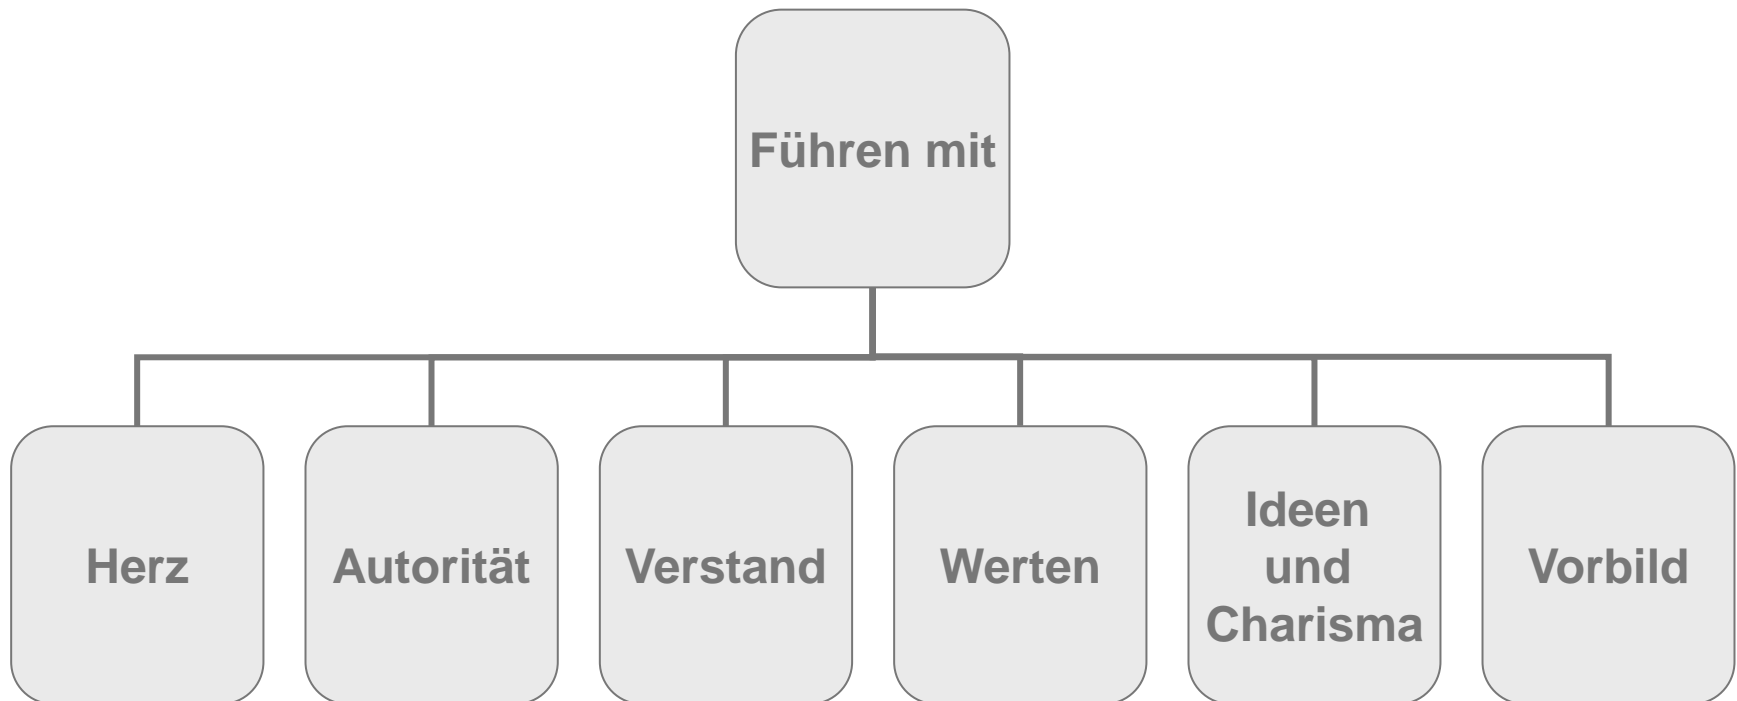 Führen mit
Herz
Autorität
Verstand
Werten
Ideen
und
Charisma
Vorbild